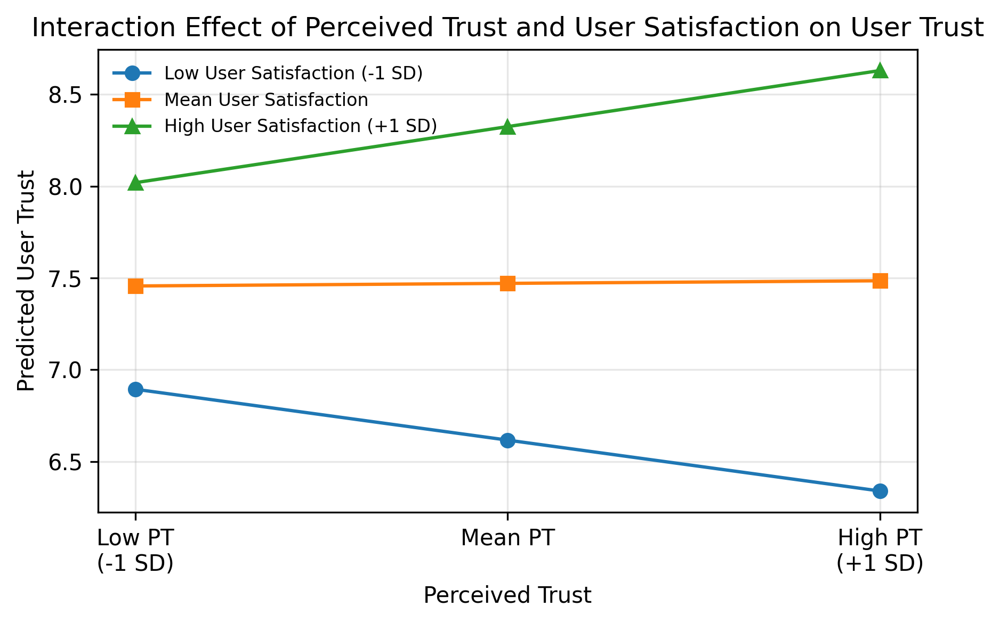 Interaction Effect of Perceived Trust and User Satisfaction on User Trust
Low User Satisfaction (-1 SD)
Mean User Satisfaction
High User Satisfaction (+1 SD)
Predicted User Trust
8.5
8.0
7.5
7.0
6.5
Low PT
(-1 SD)
Mean PT
High PT
(+1 SD)
Perceived Trust